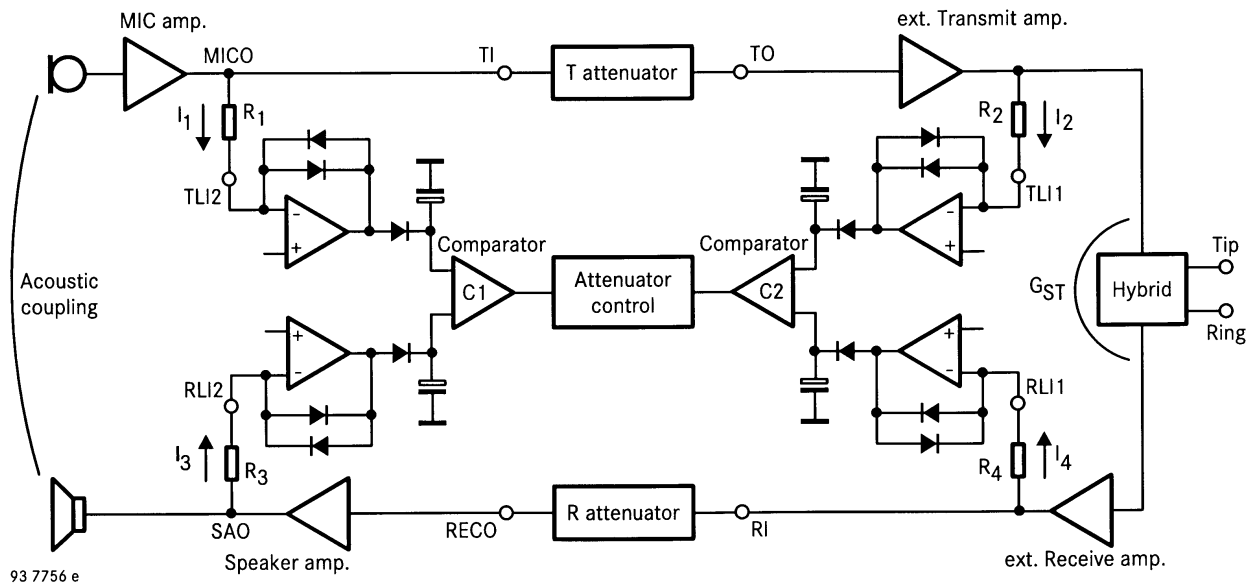 MIC amp.
MICO
TI
T attenuator
TO
ext. Transmit amp.
I1
R1
R2
I2
TLI2
TLI1
-
+
-
+
Comparator
C1
Attenuator
control
Comparator
C2
Acoustic
coupling
GST
Hybrid
Tip
Ring
+
-
+
-
RLI2
RLI1
I3
R3
R4
I4
SAO
Speaker amp.
RECO
R attenuator
RI
ext. Receive amp.
93 7756 e